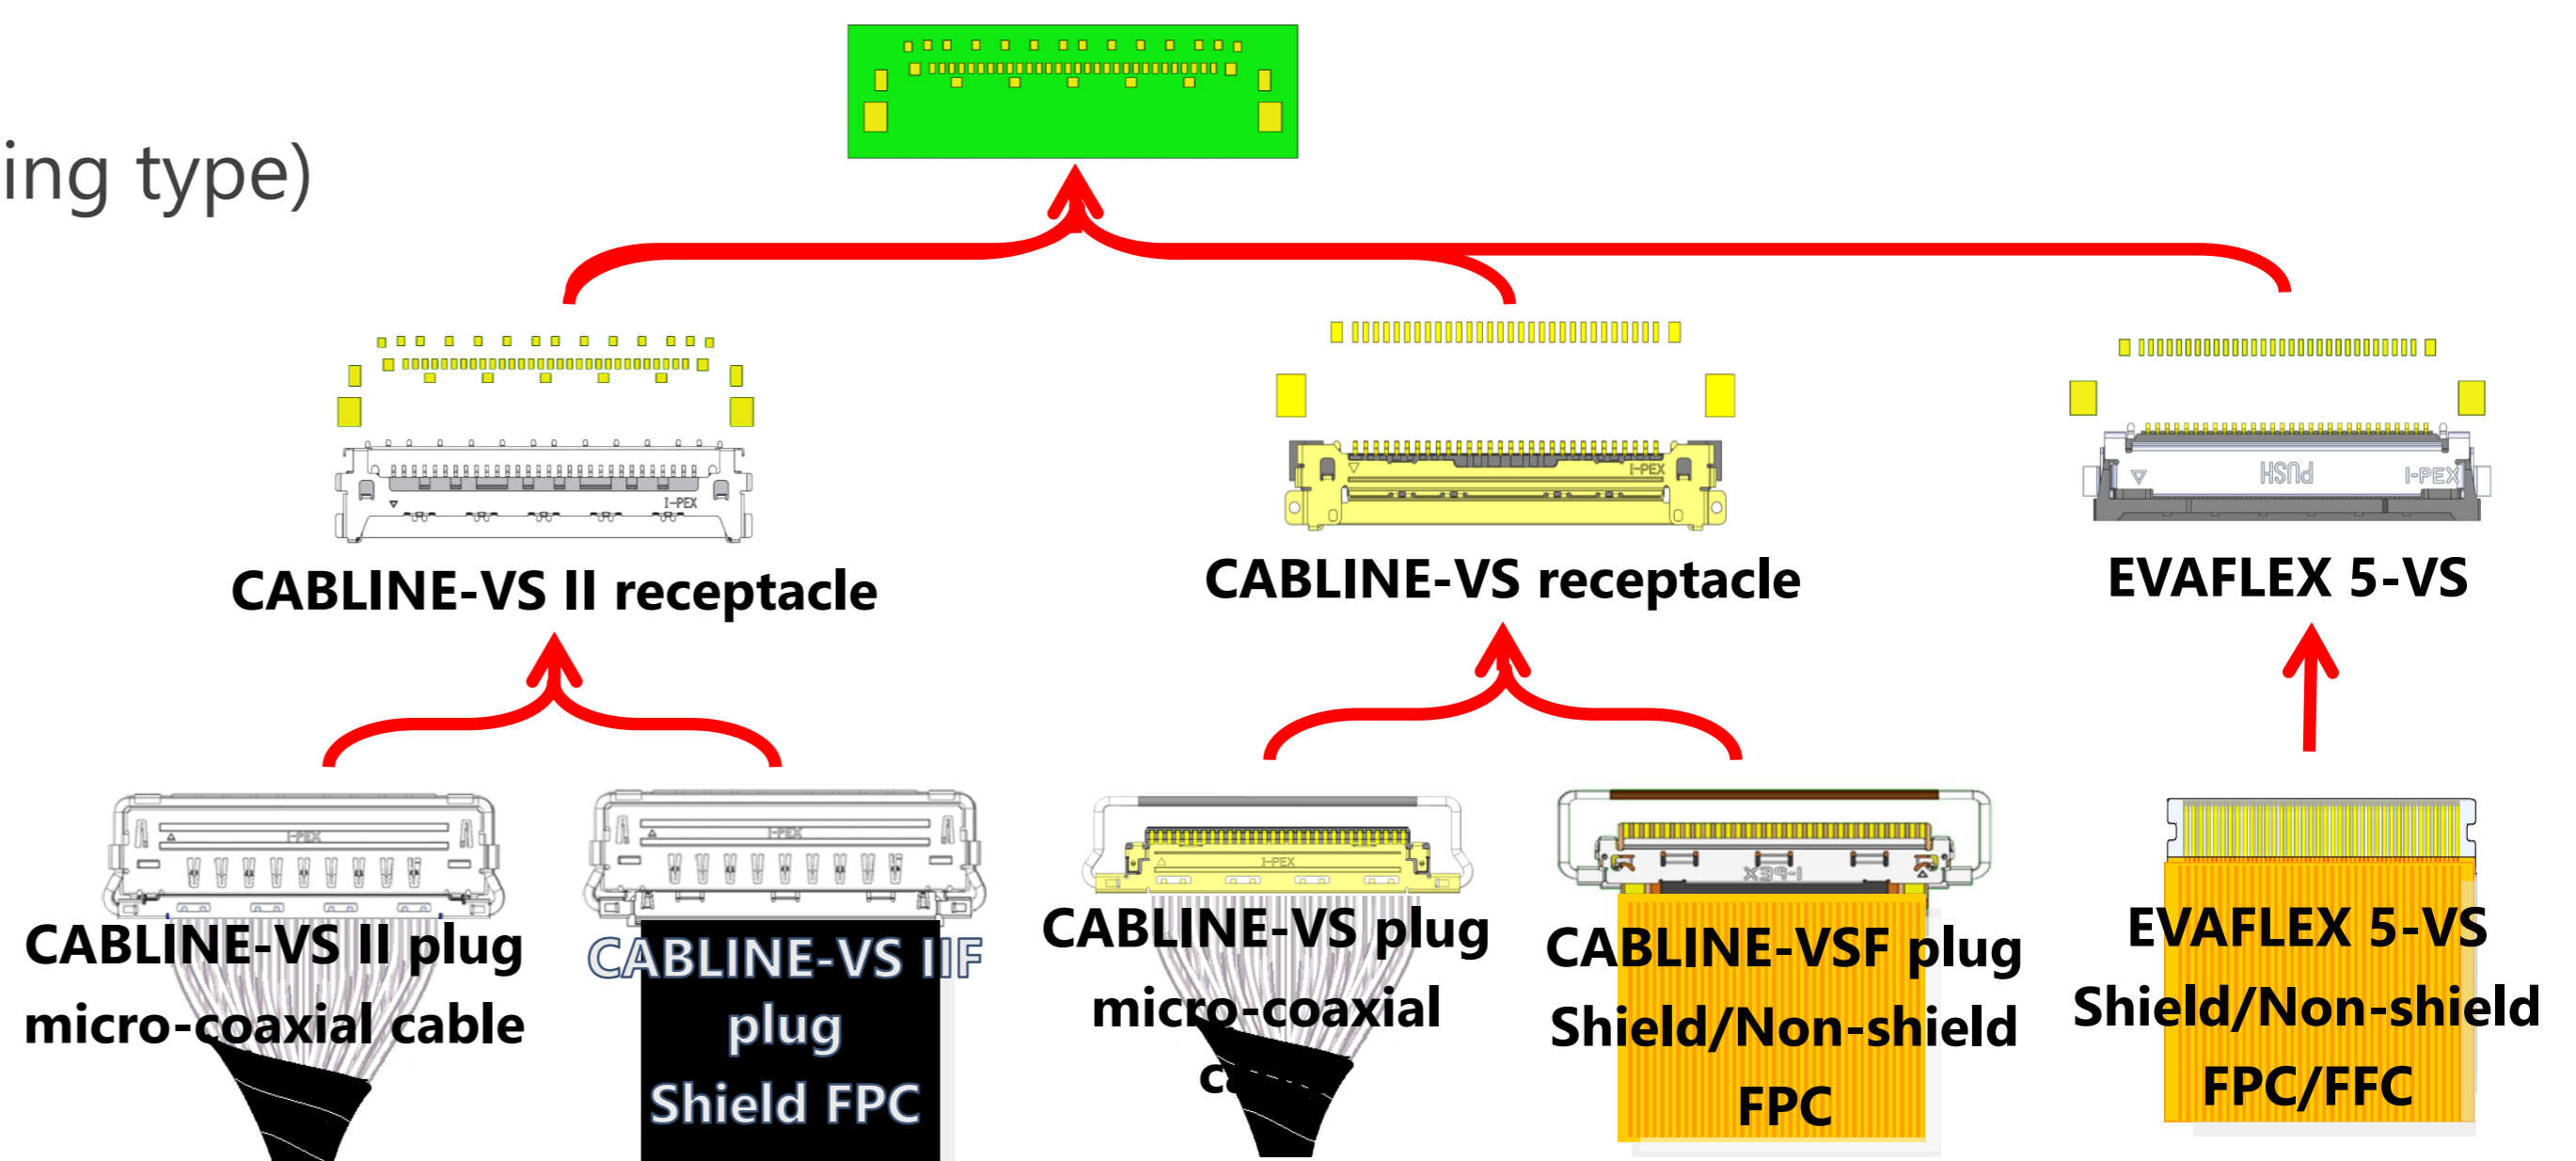 ing type)
I-PEX
I-PEX
PUSH
I-PEX
CABLINE-VS II receptacle
CABLINE-VS receptacle
EVAFLEX 5-VS
I-PEX
I-PEX
I-PEX
I-PEX
CABLINE-VS II plug
micro-coaxial cable
CABLINE-VS IIF
plug
Shield FPC
CABLINE-VS plug
micro-coaxial
CABLINE-VSF plug
Shield/Non-shield
FPC
EVAFLEX 5-VS
Shield/Non-shield
FPC/FFC